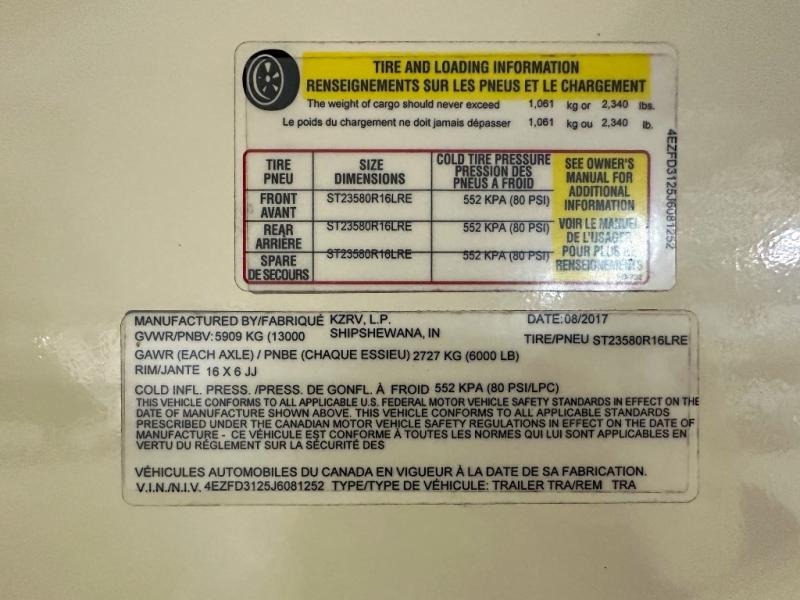 TIRE AND LOADING INFORMATION
RENSEIGNEMENTS SUR LES PNEUS ET LE CHARGEMENT
The weight of cargo should never exceed 1,061 kg or 2,340 lbs.
Le poids du chargement ne doit jamais dépasser 1,061 kg ou 2,340 lb.
TIRE PNEU
SIZE DIMENSIONS
COLD TIRE PRESSURE PRESSION DES PNEUS A FROID
SEE OWNER'S MANUAL FOR ADDITIONAL INFORMATION
VOIR LE MANUEL DE L'USAGER POUR PLUS DE RENSEIGNEMENTS
FRONT AVANT ST23580R16LRE 552 KPA (80 PSI)
REAR ARRIÈRE ST23580R16LRE 552 KPA (80 PSI)
SPARE DE SECOURS ST23580R16LRE 552 KPA (80 PSI)
4EZFD3125J6081252
MANUFACTURED BY/FABRIQUÉ KZRV, L.P. DATE:08/2017
GVWR/PNBV: 5909 KG (13000 SHIPSHEWANA, IN TIRE/PNEU ST23580R16LRE
GAWR (EACH AXLE) / PNBE (CHAQUE ESSIEU) 2727 KG (6000 LB)
RIM/JANTE 16 X 6 JJ
COLD INFL. PRESS. /PRESS. DE GONFL. À FROID 552 KPA (80 PSI/LPC)
THIS VEHICLE CONFORMS TO ALL APPLICABLE U.S. FEDERAL MOTOR VEHICLE SAFETY STANDARDS IN EFFECT ON THE
DATE OF MANUFACTURE SHOWN ABOVE. THIS VEHICLE CONFORMS TO ALL APPLICABLE STANDARDS
PRESCRIBED UNDER THE CANADIAN MOTOR VEHICLE SAFETY REGULATIONS IN EFFECT ON THE DATE OF
MANUFACTURE - CE VÉHICULE EST CONFORME À TOUTES LES NORMES QUI LUI SONT APPLICABLES EN
VERTU DU RÉGLEMENT SUR LA SÉCURITÉ DES
VÉHICULES AUTOMOBILES DU CANADA EN VIGUEUR À LA DATE DE SA FABRICATION.
V.I.N./N.I.V. 4EZFD3125J6081252 TYPE/TYPE DE VÉHICULE: TRAILER TRA/REM TRA